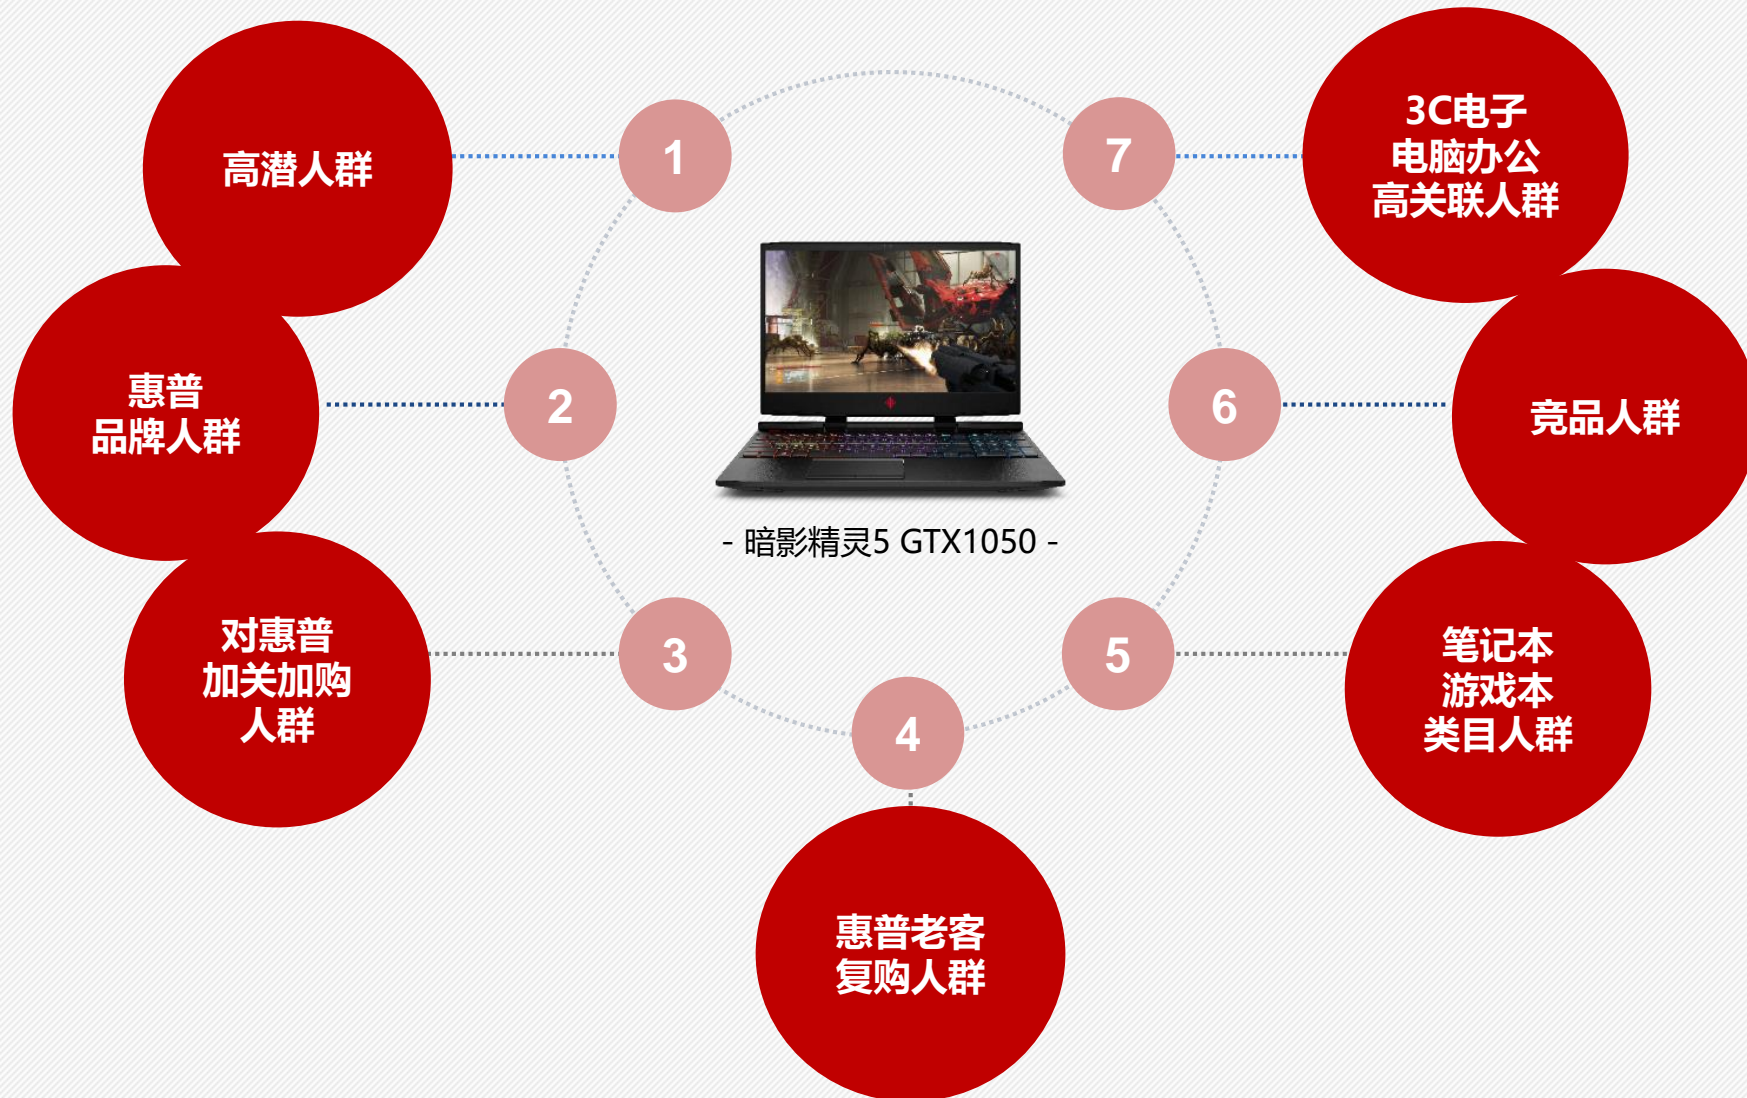 高潜人群
1
惠普
品牌人群
2
对惠普
加关加购
人群
3
惠普老客
复购人群
4
笔记本
游戏本
类目人群
5
竞品人群
6
3C电子
电脑办公
高关联人群
7
- 暗影精灵5 GTX1050 -